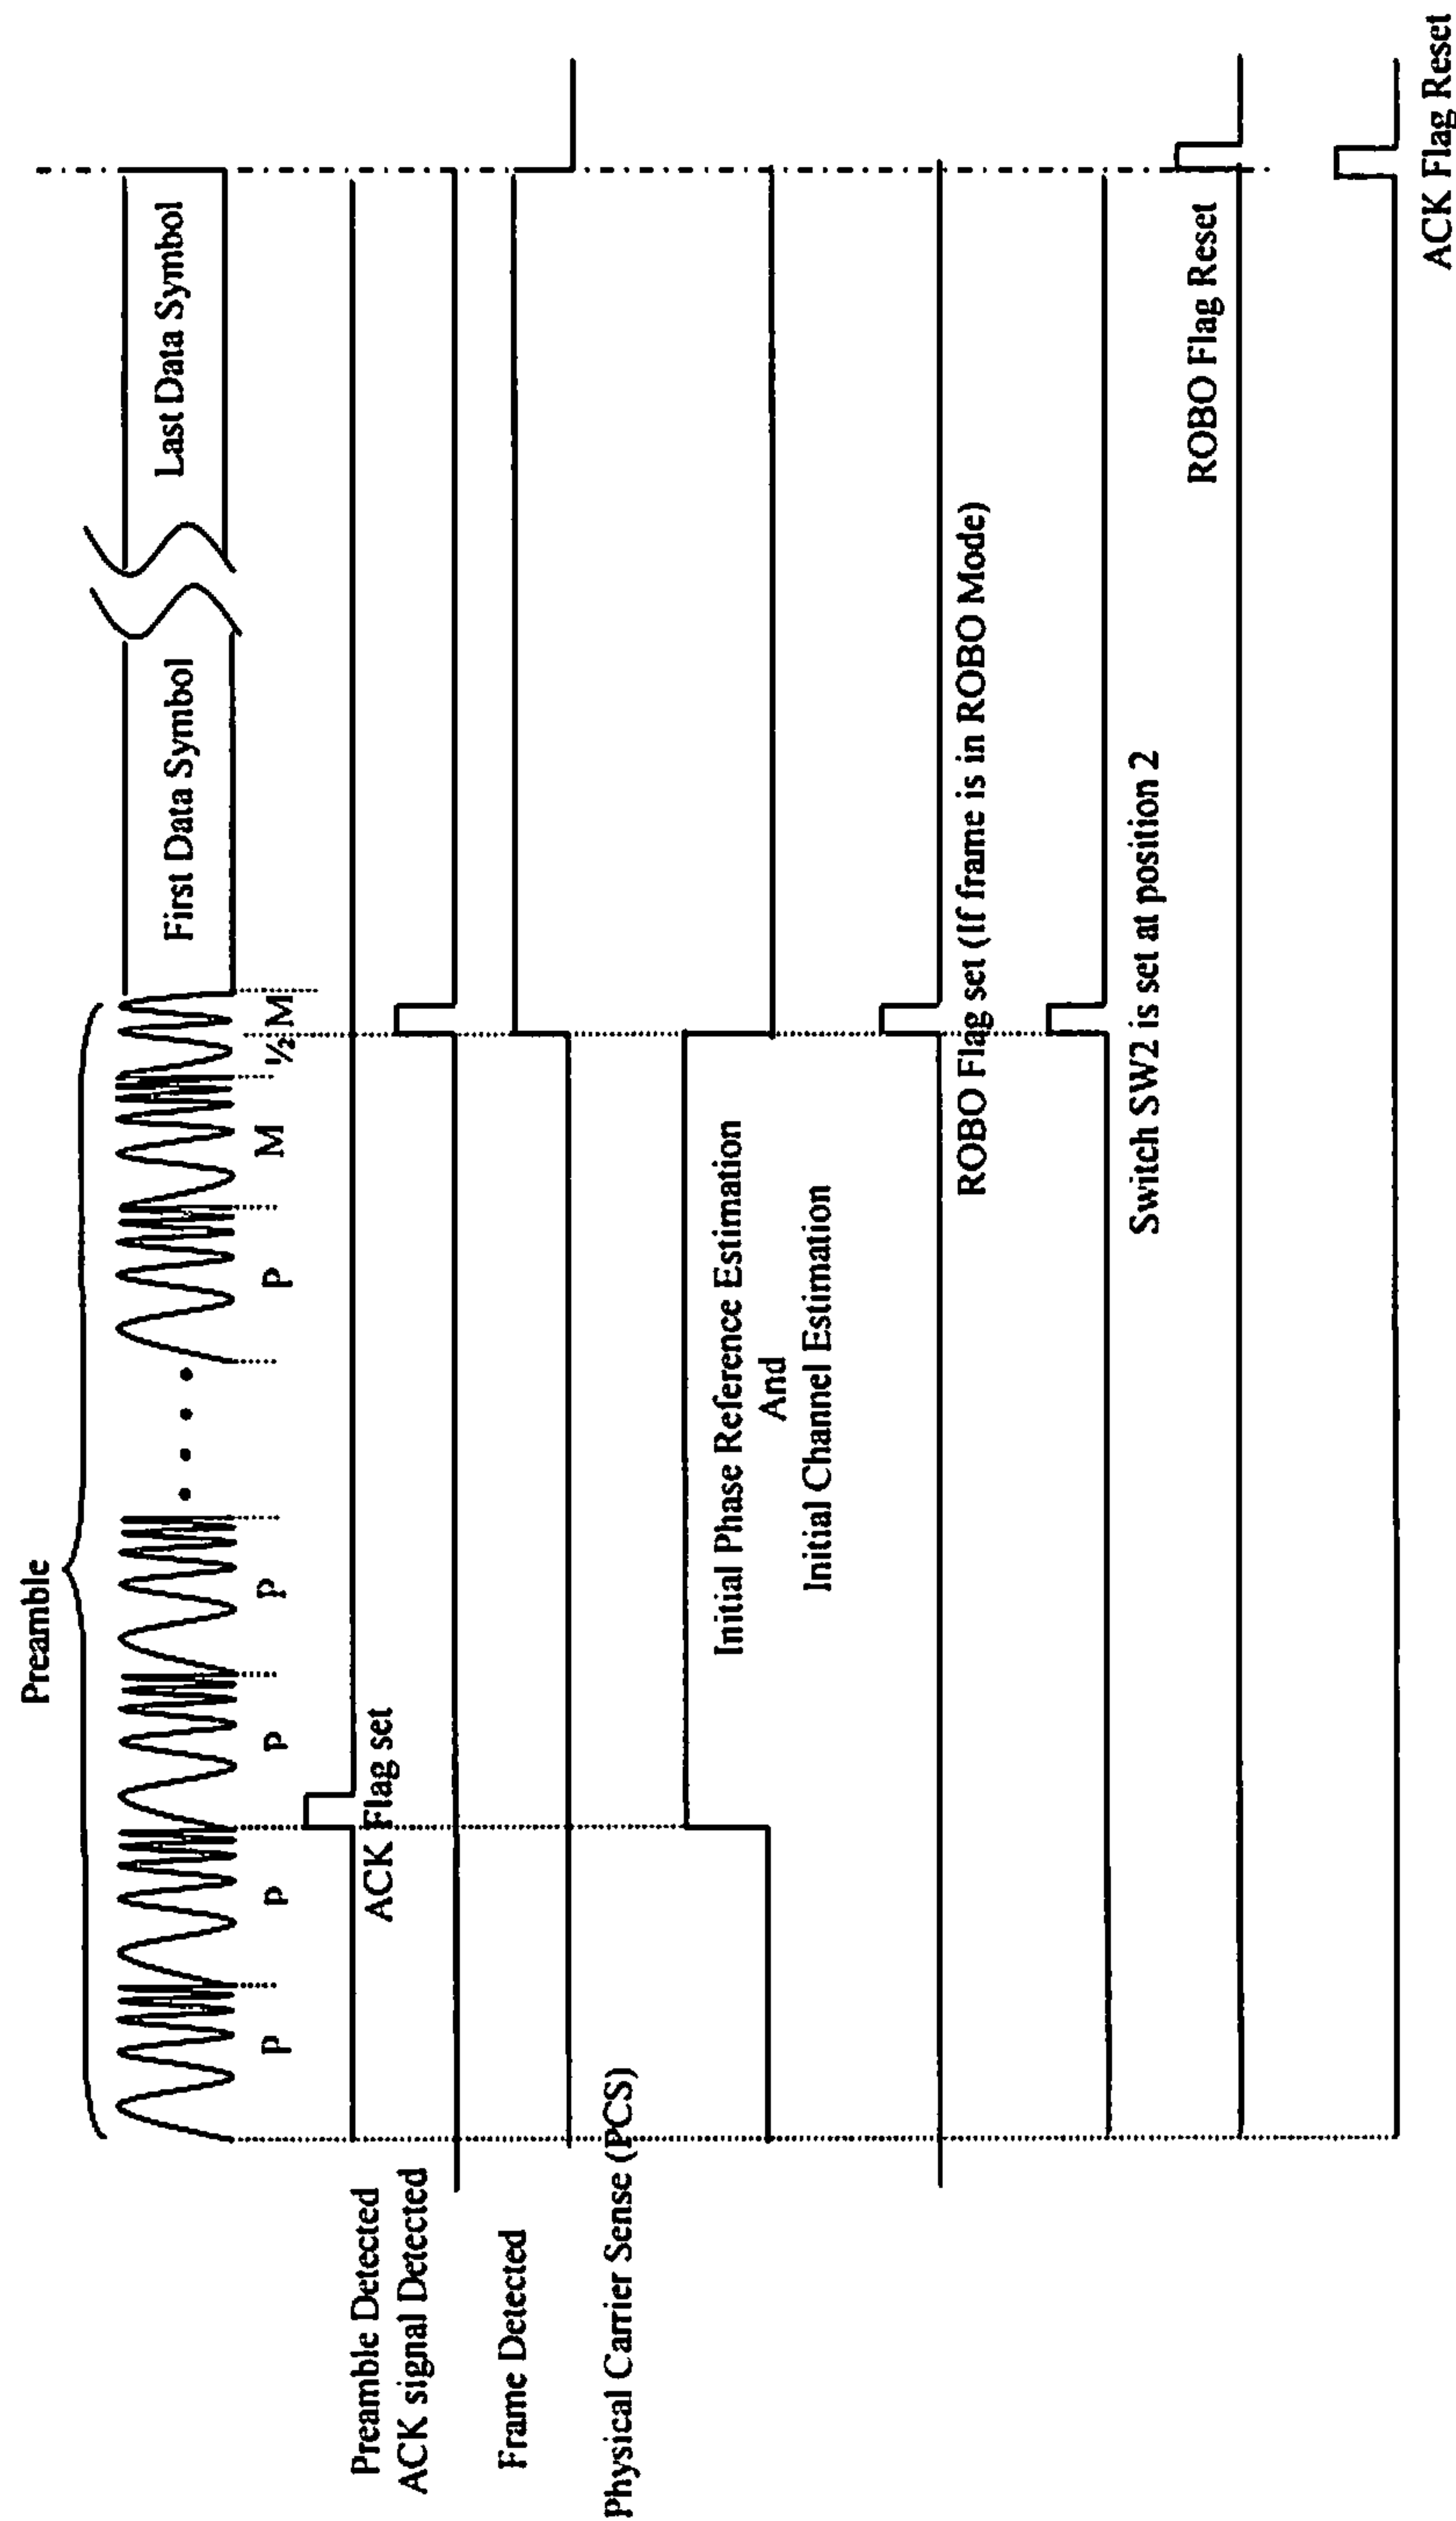 Preamble
P
P
P
P
P
M
½ M
First Data Symbol
Last Data Symbol
Preamble Detected
ACK signal Detected
ACK Flag set
Frame Detected
Physical Carrier Sense (PCS)
Initial Phase Reference Estimation
And
Initial Channel Estimation
ROBO Flag set (If frame is in ROBO Mode)
Switch SW2 is set at position 2
ROBO Flag Reset
ACK Flag Reset